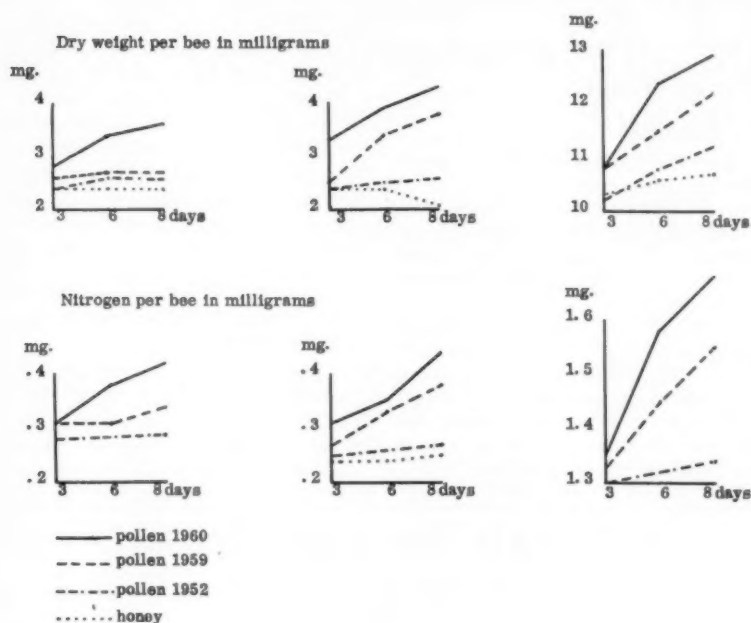 Dry weight per bee in milligrams
mg.
4
3
2
3 6 8 days
mg.
4
3
2
3 6 8 days
mg.
13
12
11
10
3 6 8 days
Nitrogen per bee in milligrams
mg.
.4
.3
.2
3 6 8 days
mg.
.4
.3
.2
3 6 8 days
mg.
1.6
1.5
1.4
1.3
3 6 8 days
pollen 1960
pollen 1959
pollen 1952
honey